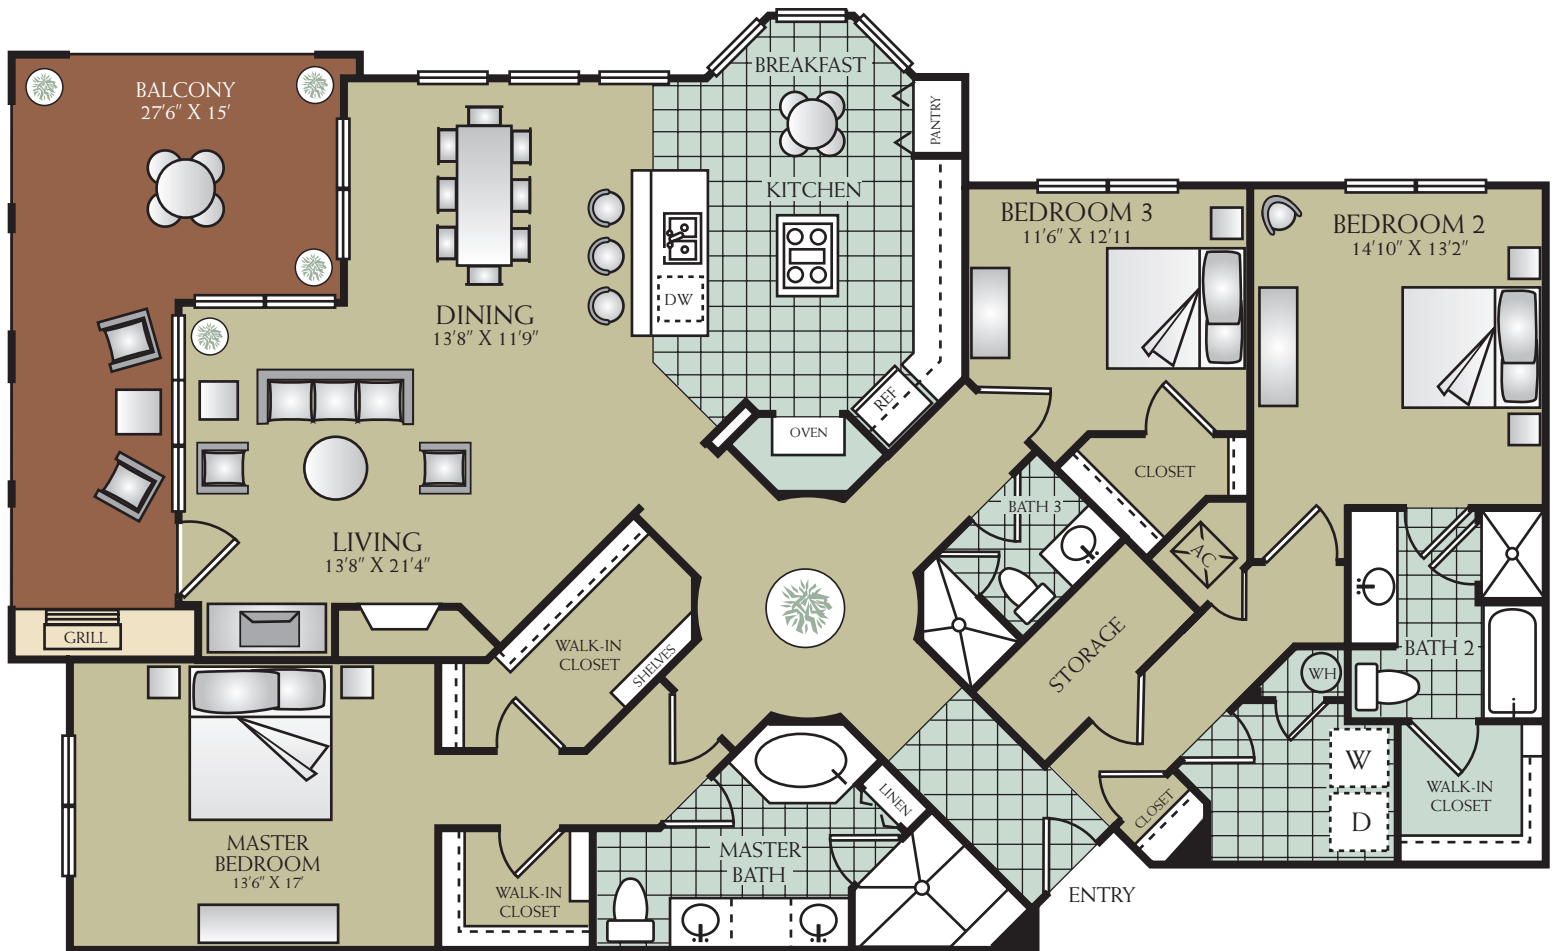 BREAKFAST
BALCONY
27'6" X 15'
PANTRY
KITCHEN
BEDROOM 3
11'6" X 12'11
BEDROOM 2
14'10" X 13'2"
DW
DINING
13'8" X 11'9"
REF
OVEN
CLOSET
BATH 3
LIVING
13'8" X 21'4"
AC
GRILL
WALK-IN
CLOSET
SHELVES
STORAGE
BATH 2
WH
W
D
WALK-IN
CLOSET
LINEN
CLOSET
MASTER
BEDROOM
13'6" X 17'
MASTER
BATH
WALK-IN
CLOSET
ENTRY